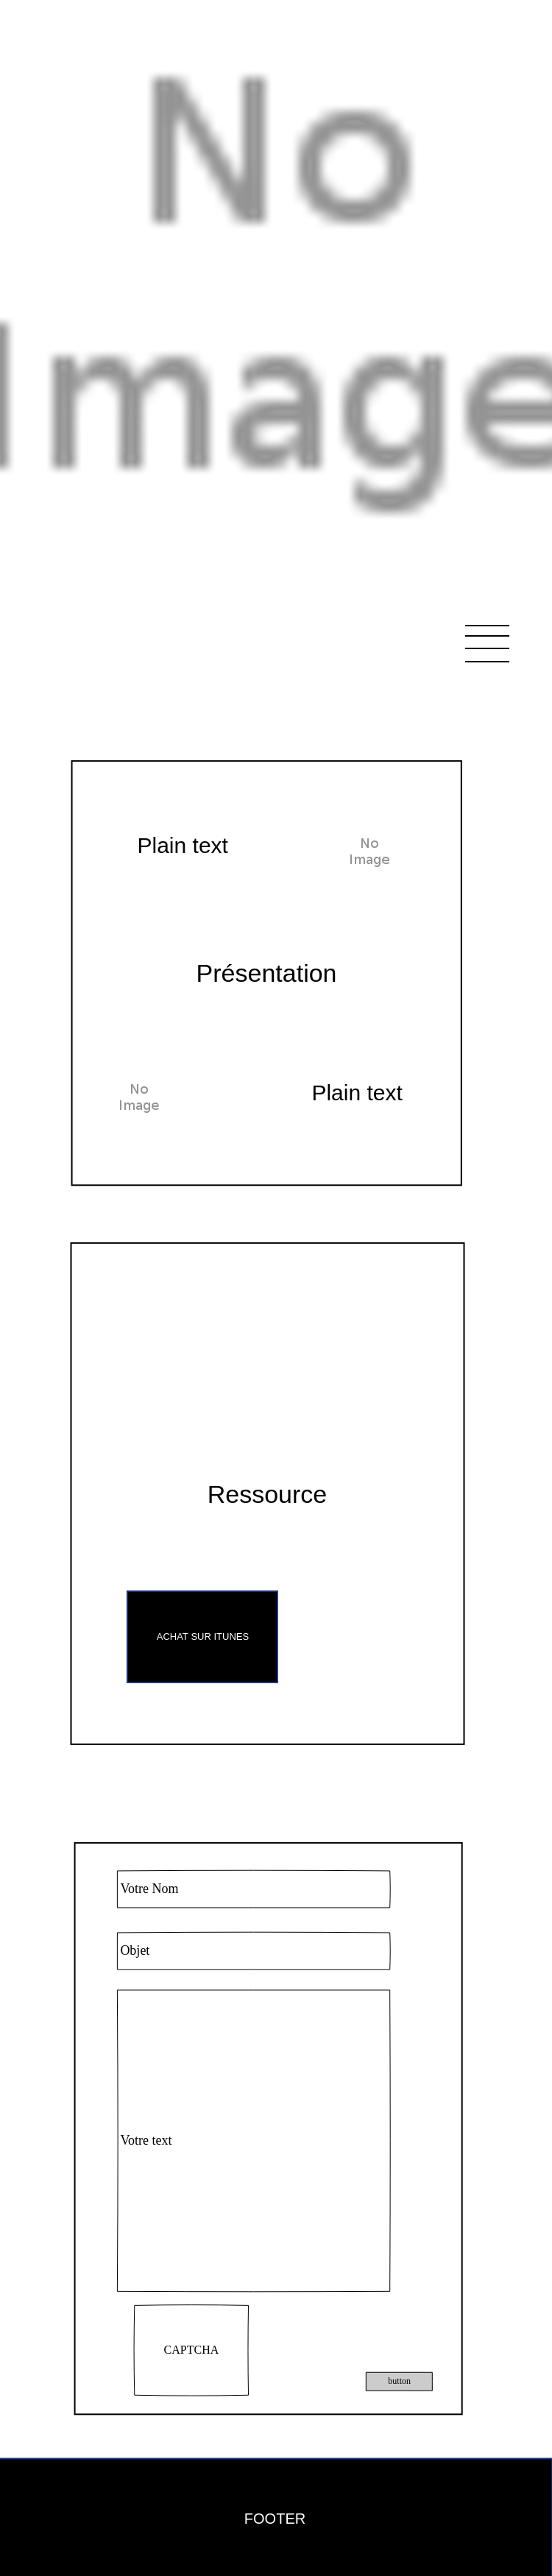 No
Image
Plain text
No
Image
Présentation
No
Image
Plain text
Ressource
ACHAT SUR ITUNES
Votre Nom
Objet
Votre text
CAPTCHA
button
FOOTER